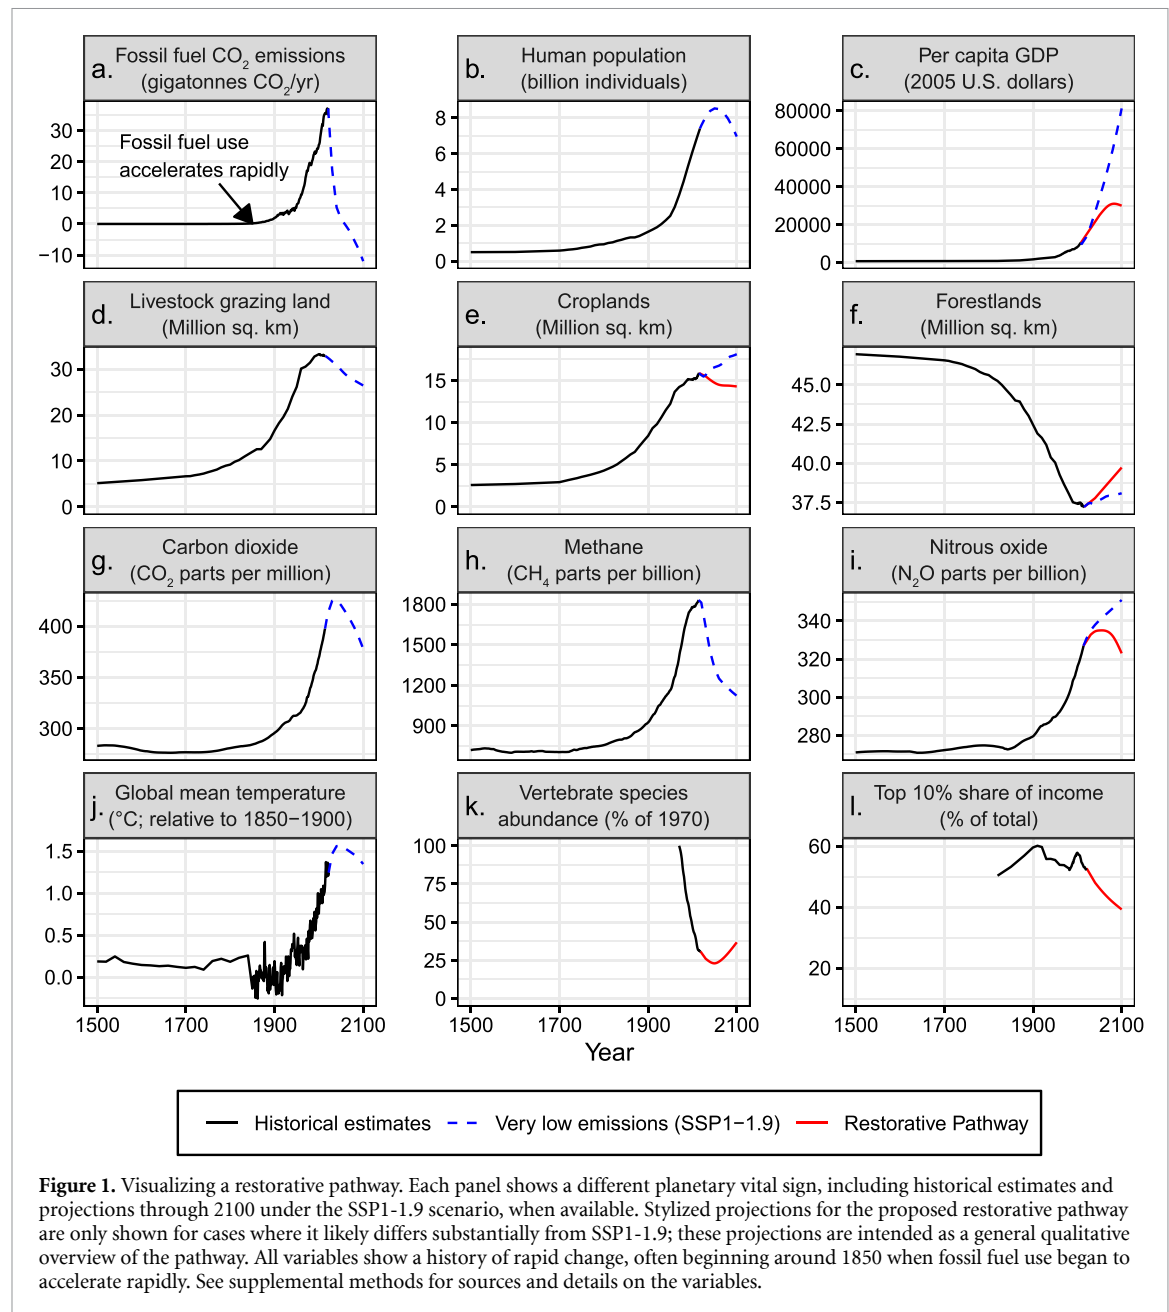 a. Fossil fuel CO2 emissions
(gigatonnes CO2/yr)
30
20
10
0
−10
Fossil fuel use
accelerates rapidly
b. Human population
(billion individuals)
8
6
4
2
0
c. Per capita GDP
(2005 U.S. dollars)
80000
60000
40000
20000
0
d. Livestock grazing land
(Million sq. km)
30
20
10
0
e. Croplands
(Million sq. km)
15
10
5
0
f. Forestlands
(Million sq. km)
45.0
42.5
40.0
37.5
g. Carbon dioxide
(CO2 parts per million)
400
350
300
h. Methane
(CH4 parts per billion)
1800
1500
1200
900
i. Nitrous oxide
(N2O parts per billion)
340
320
300
280
j. Global mean temperature
(°C; relative to 1850−1900)
1.5
1.0
0.5
0.0
1500 1700 1900 2100
k. Vertebrate species
abundance (% of 1970)
100
75
50
25
0
1500 1700 1900 2100
l. Top 10% share of income
(% of total)
60
40
20
1500 1700 1900 2100
Year
Historical estimates Very low emissions (SSP1−1.9) Restorative Pathway
Figure 1. Visualizing a restorative pathway. Each panel shows a different planetary vital sign, including historical estimates and
projections through 2100 under the SSP1-1.9 scenario, when available. Stylized projections for the proposed restorative pathway
are only shown for cases where it likely differs substantially from SSP1-1.9; these projections are intended as a general qualitative
overview of the pathway. All variables show a history of rapid change, often beginning around 1850 when fossil fuel use began to
accelerate rapidly. See supplemental methods for sources and details on the variables.